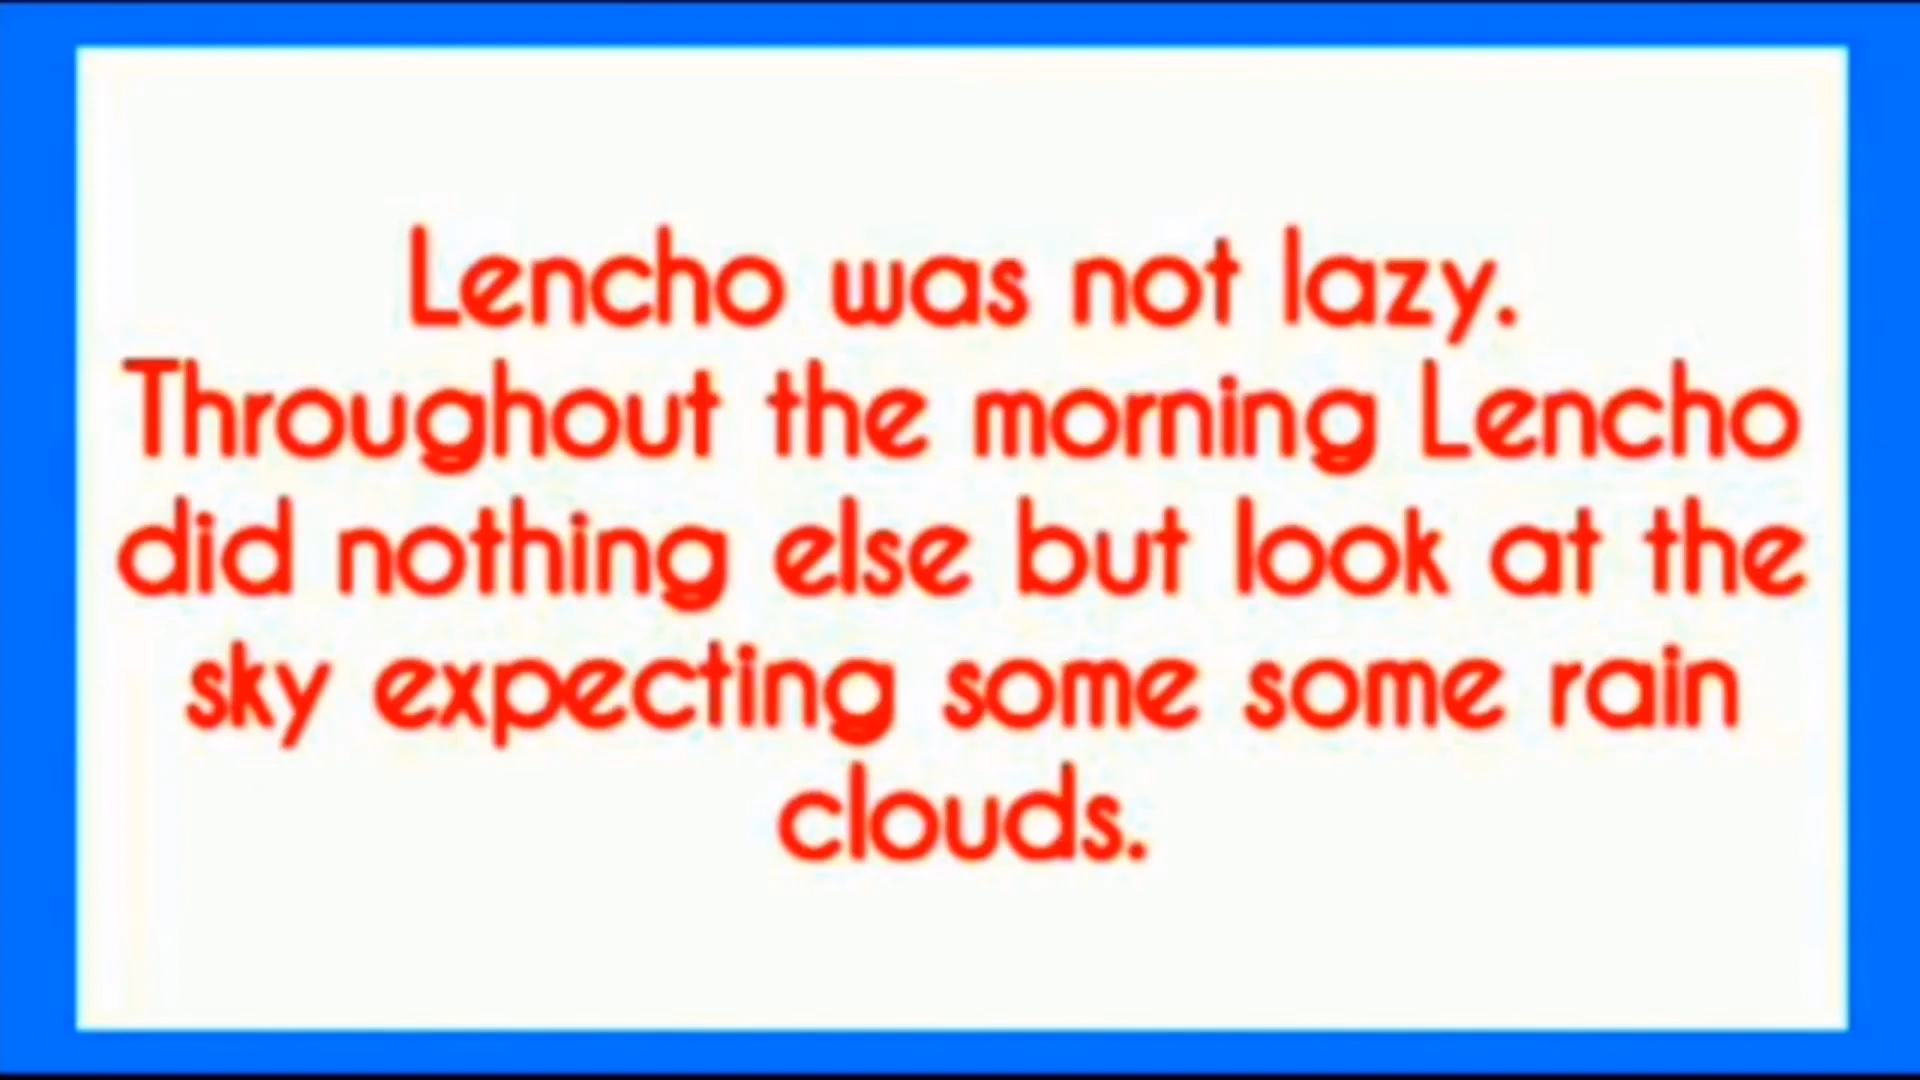 Lencho was not lazy.
Throughout the morning Lencho
did nothing else but look at the
sky expecting some some rain
clouds.